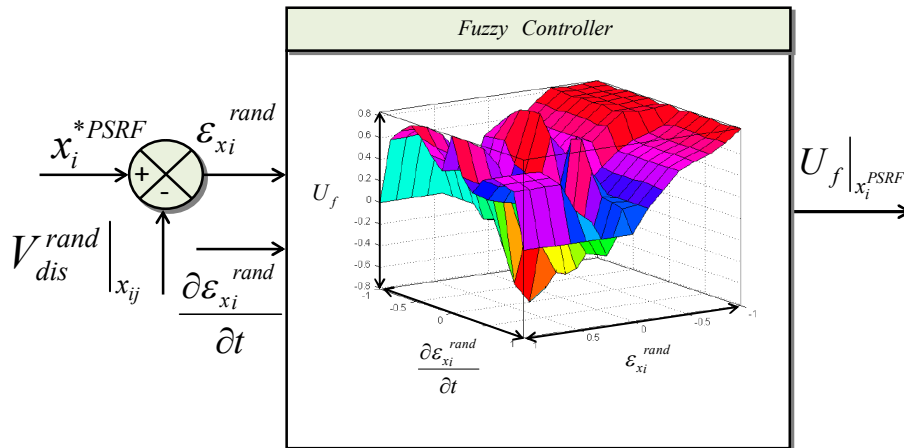 Fuzzy Controller
x_i^{*PSRF}
ε_{xi}^{rand}
+
-
V_{dis}^{rand}|_{x_{ij}}
∂ε_{xi}^{rand}
∂t
U_f
0.8
0.6
0.4
0.2
0
-0.2
-0.4
-0.6
-0.8
-1
-0.5
0
0.5
1
1
0.5
0
-0.5
-1
∂ε_{xi}^{rand}
∂t
ε_{xi}^{rand}
U_f|_{x_i^{PSRF}}